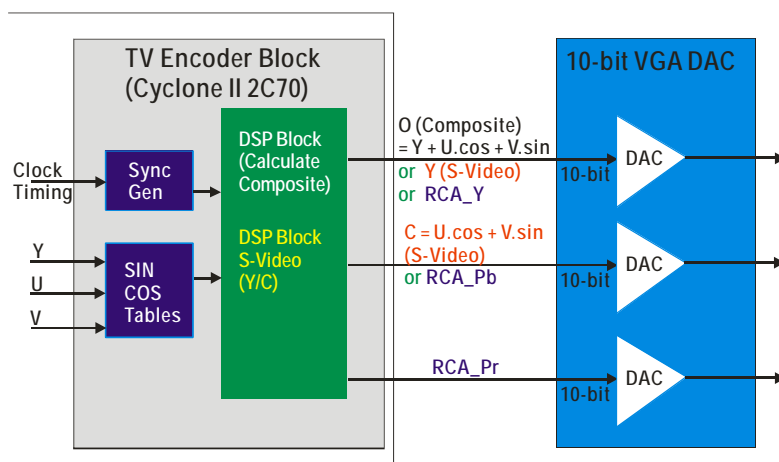 TV Encoder Block
(Cyclone II 2C70)
10-bit VGA DAC
Clock
Timing
Sync
Gen
Y
U
V
SIN
COS
Tables
DSP Block
(Calculate
Composite)
DSP Block
S-Video
(Y/C)
O (Composite)
= Y + U.cos + V.sin
or Y (S-Video)
or RCA_Y
C = U.cos + V.sin
(S-Video)
or RCA_Pb
RCA_Pr
10-bit
DAC
10-bit
DAC
10-bit
DAC